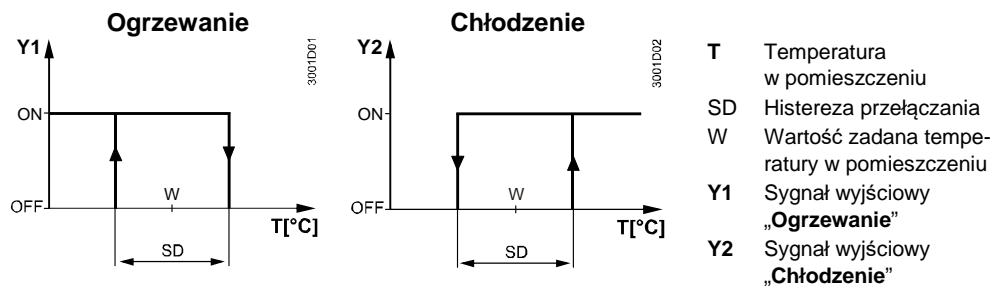 Ogrzewanie
Y1
3001D01
ON
OFF
W
T[°C]
SD
Chłodzenie
Y2
3001D02
ON
OFF
W
T[°C]
SD
T Temperatura
w pomieszczeniu
SD Histereza przełączania
W Wartość zadana tempe-
ratury w pomieszczeniu
Y1 Sygnał wyjściowy
„Ogrzewanie”
Y2 Sygnał wyjściowy
„Chłodzenie”